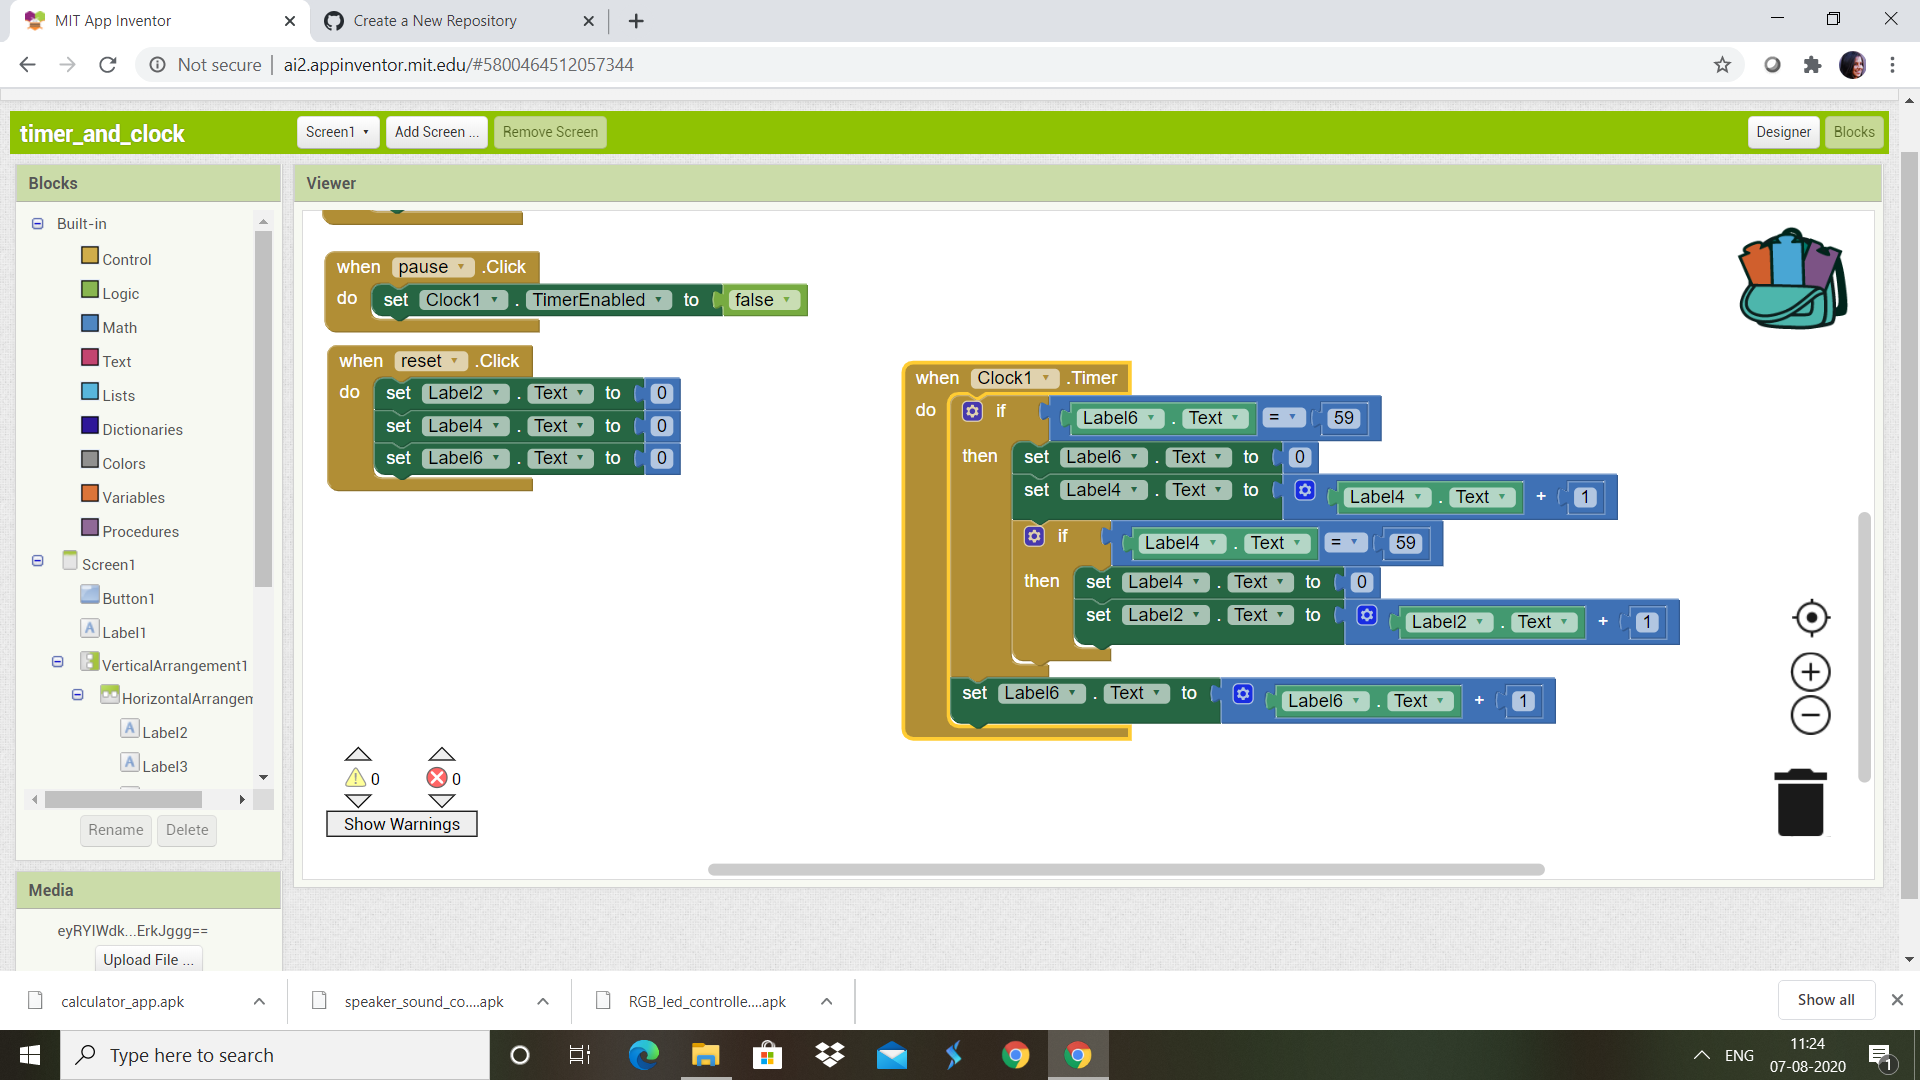 MIT App Inventor
Create a New Repository
Not secure
ai2.appinventor.mit.edu/#5800464512057344
timer_and_clock
Screen1
Add Screen ...
Remove Screen
Designer
Blocks
Blocks
Built-in
Control
Logic
Math
Text
Lists
Dictionaries
Colors
Variables
Procedures
Screen1
Button1
Label1
VerticalArrangement1
HorizontalArrangem
Label2
Label3
Rename
Delete
Media
eyRYIWdk...ErkJggg==
Upload File ...
Viewer
when pause .Click
do set Clock1 . TimerEnabled to false
when reset .Click
do set Label2 . Text to 0
set Label4 . Text to 0
set Label6 . Text to 0
when Clock1 .Timer
do if Label6 . Text = 59
then set Label6 . Text to 0
set Label4 . Text to Label4 . Text + 1
if Label4 . Text = 59
then set Label4 . Text to 0
set Label2 . Text to Label2 . Text + 1
set Label6 . Text to Label6 . Text + 1
0 0
Show Warnings
calculator_app.apk
speaker_sound_co....apk
RGB_led_controlle....apk
Show all
Type here to search
ENG
11:24
07-08-2020
1